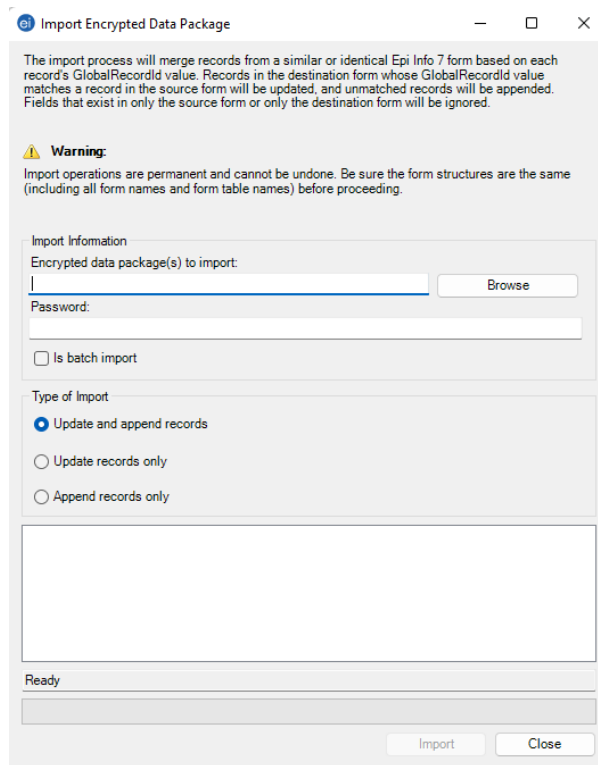 ei Import Encrypted Data Package
The import process will merge records from a similar or identical Epi Info 7 form based on each
record's GlobalRecordId value. Records in the destination form whose GlobalRecordId value
matches a record in the source form will be updated, and unmatched records will be appended.
Fields that exist in only the source form or only the destination form will be ignored.
Warning:
Import operations are permanent and cannot be undone. Be sure the form structures are the same
(including all form names and form table names) before proceeding.
Import Information
Encrypted data package(s) to import:
Browse
Password:
Is batch import
Type of Import
Update and append records
Update records only
Append records only
Ready
Import Close